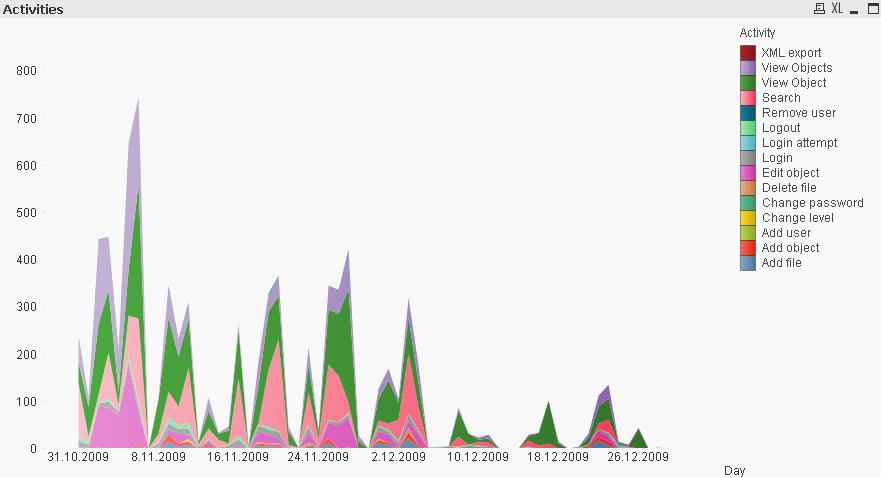 Activities XL
Activity
XML export
View Objects
View Object
Search
Remove user
Logout
Login attempt
Login
Edit object
Delete file
Change password
Change level
Add user
Add object
Add file
800
700
600
500
400
300
200
100
0
31.10.2009 8.11.2009 16.11.2009 24.11.2009 2.12.2009 10.12.2009 18.12.2009 26.12.2009
Day